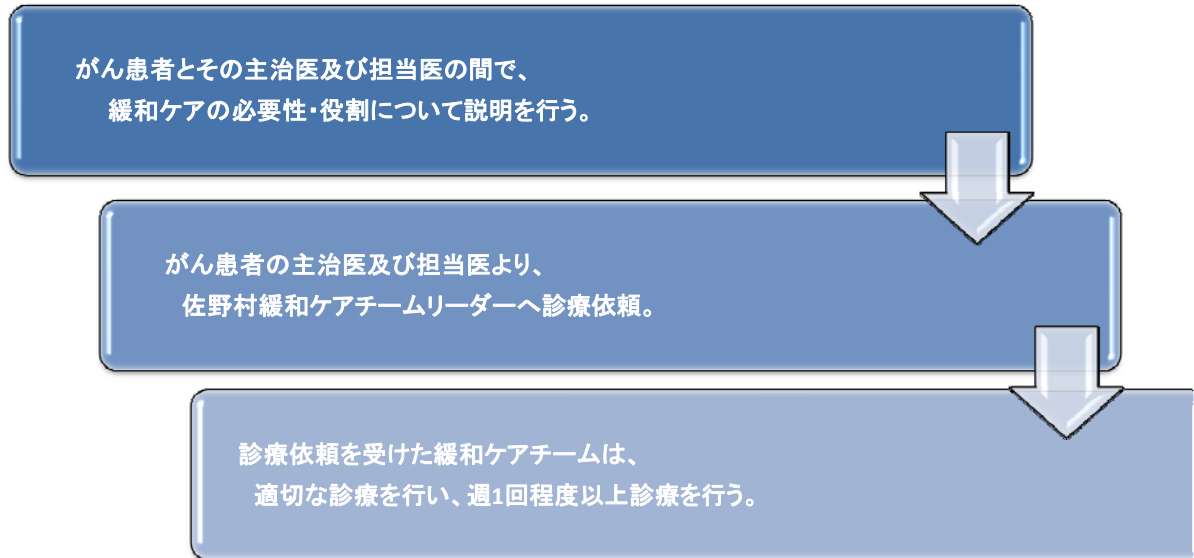 がん患者とその主治医及び担当医の間で、
緩和ケアの必要性・役割について説明を行う。
がん患者の主治医及び担当医より、
佐野村緩和ケアチームリーダーへ診療依頼。
診療依頼を受けた緩和ケアチームは、
適切な診療を行い、週1回程度以上診療を行う。